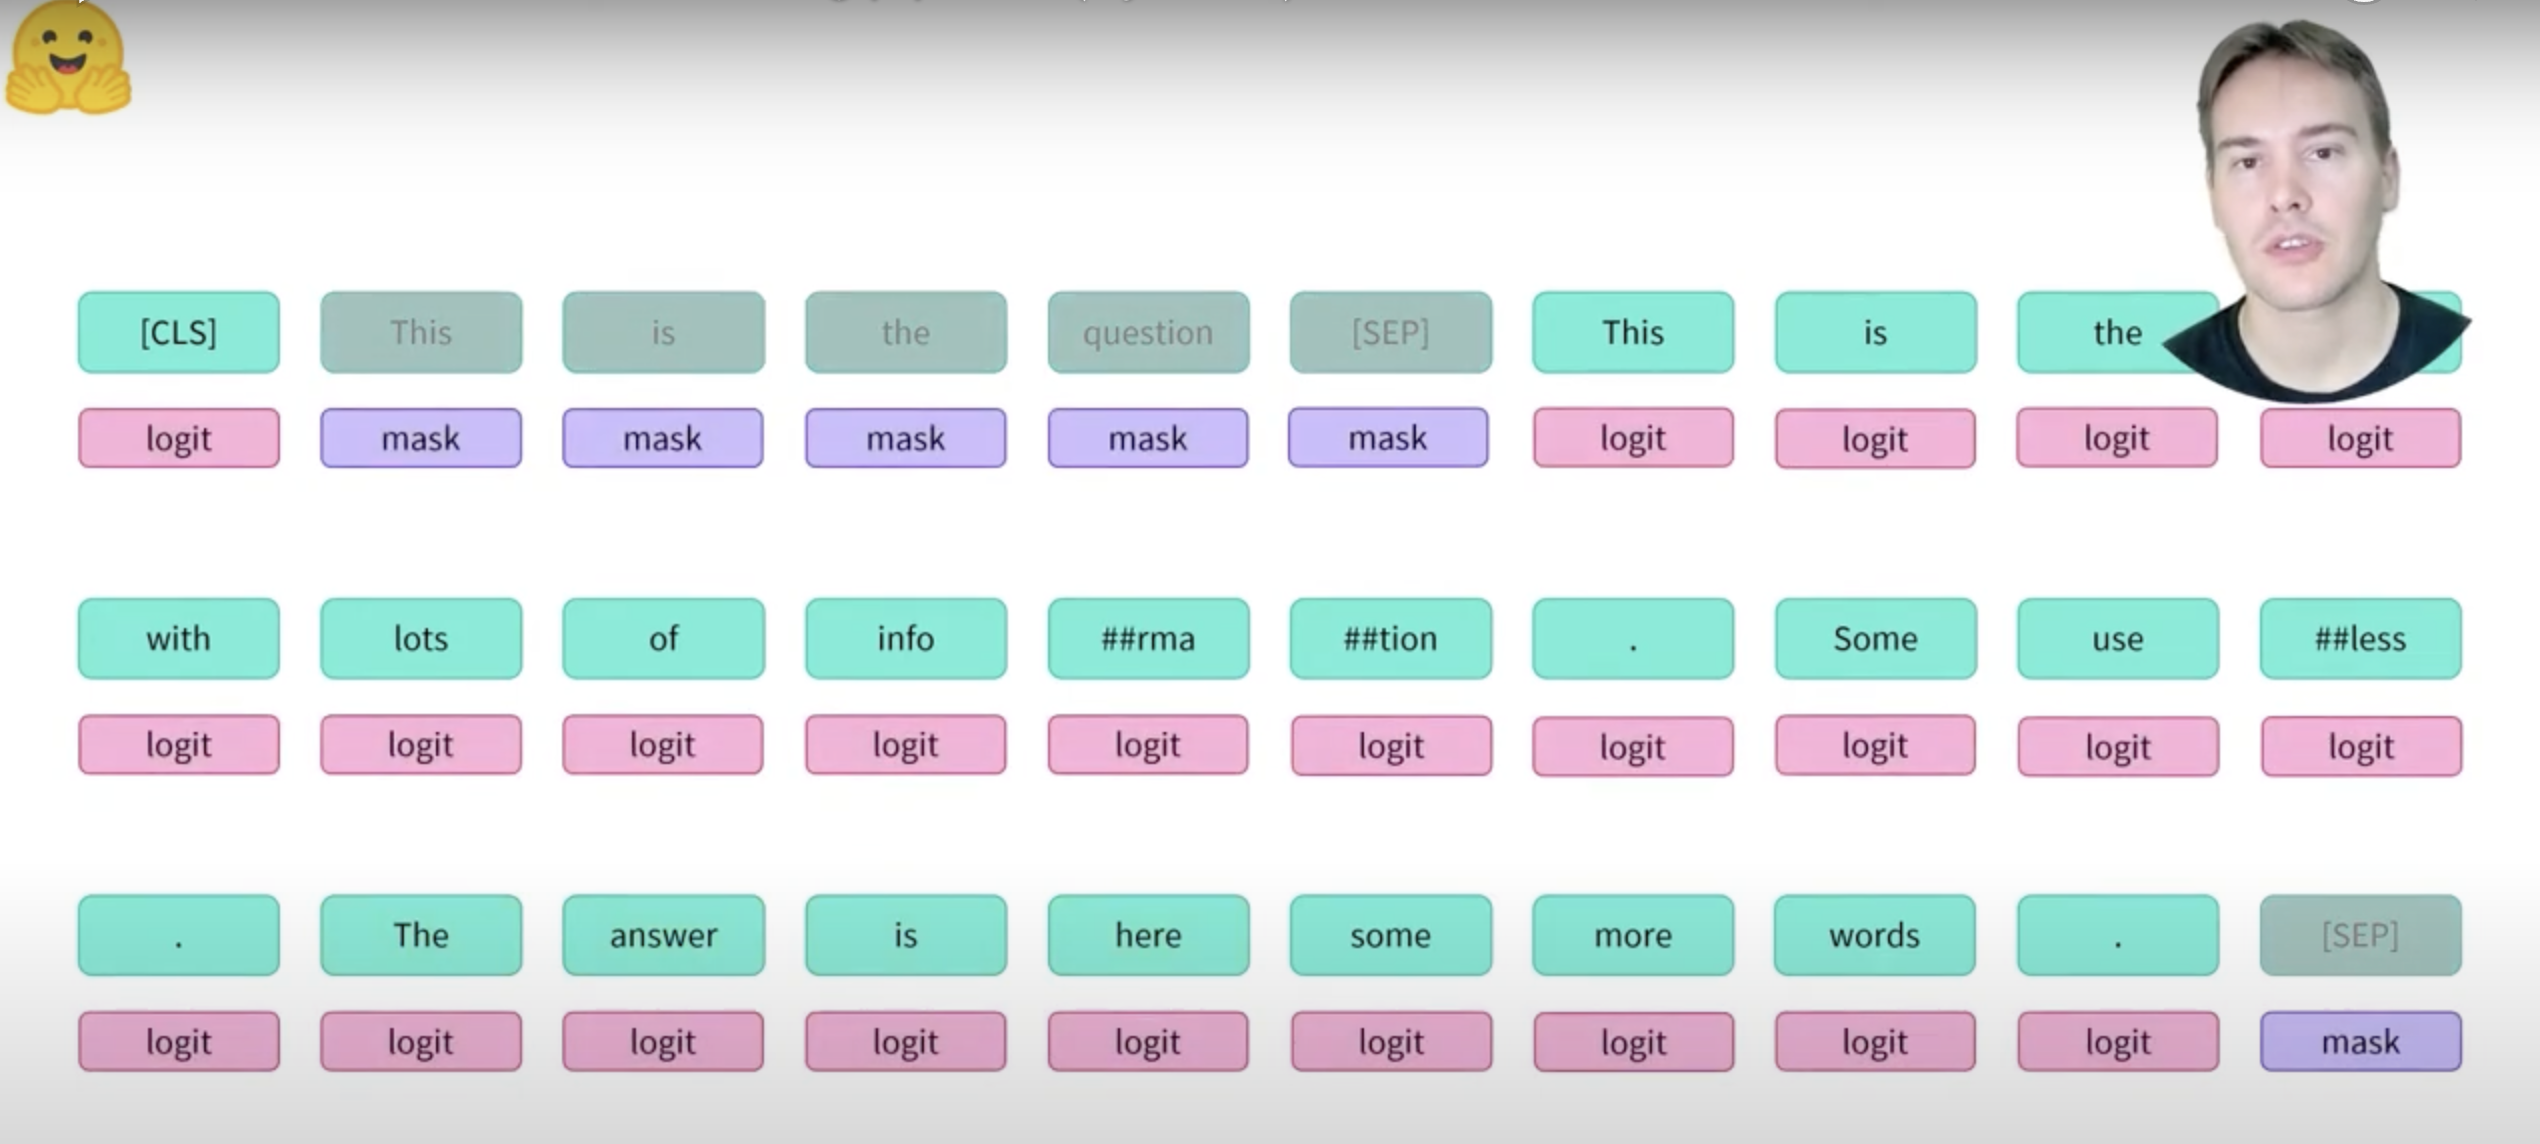 [CLS] This is the question [SEP] This is the
logit mask mask mask mask mask logit logit logit logit
with lots of info ##rma ##tion . Some use ##less
logit logit logit logit logit logit logit logit logit logit
. The answer is here some more words . [SEP]
logit logit logit logit logit logit logit logit logit mask